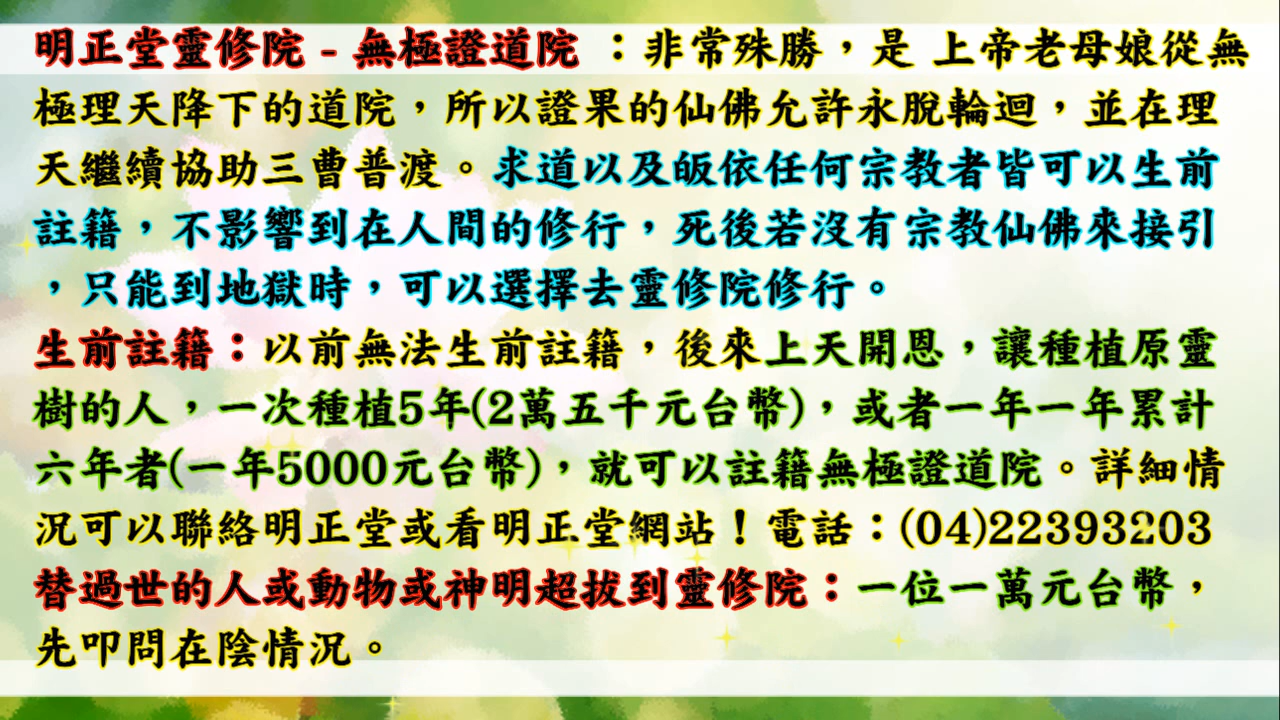 明正堂靈修院 - 無極證道院 ：非常殊勝，是 上帝老母娘從無
極理天降下的道院，所以證果的仙佛允許永脫輪迴，並在理
天繼續協助三曹普渡。求道以及皈依任何宗教者皆可以生前
註籍，不影響到在人間的修行，死後若沒有宗教仙佛來接引
，只能到地獄時，可以選擇去靈修院修行。
生前註籍：以前無法生前註籍，後來上天開恩，讓種植原靈
樹的人，一次種植5年(2萬五千元台幣)，或者一年一年累計
六年者(一年5000元台幣)，就可以註籍無極證道院。詳細情
況可以聯絡明正堂或看明正堂網站！電話：(04)22393203
替過世的人或動物或神明超拔到靈修院：一位一萬元台幣，
先叩問在陰情況。